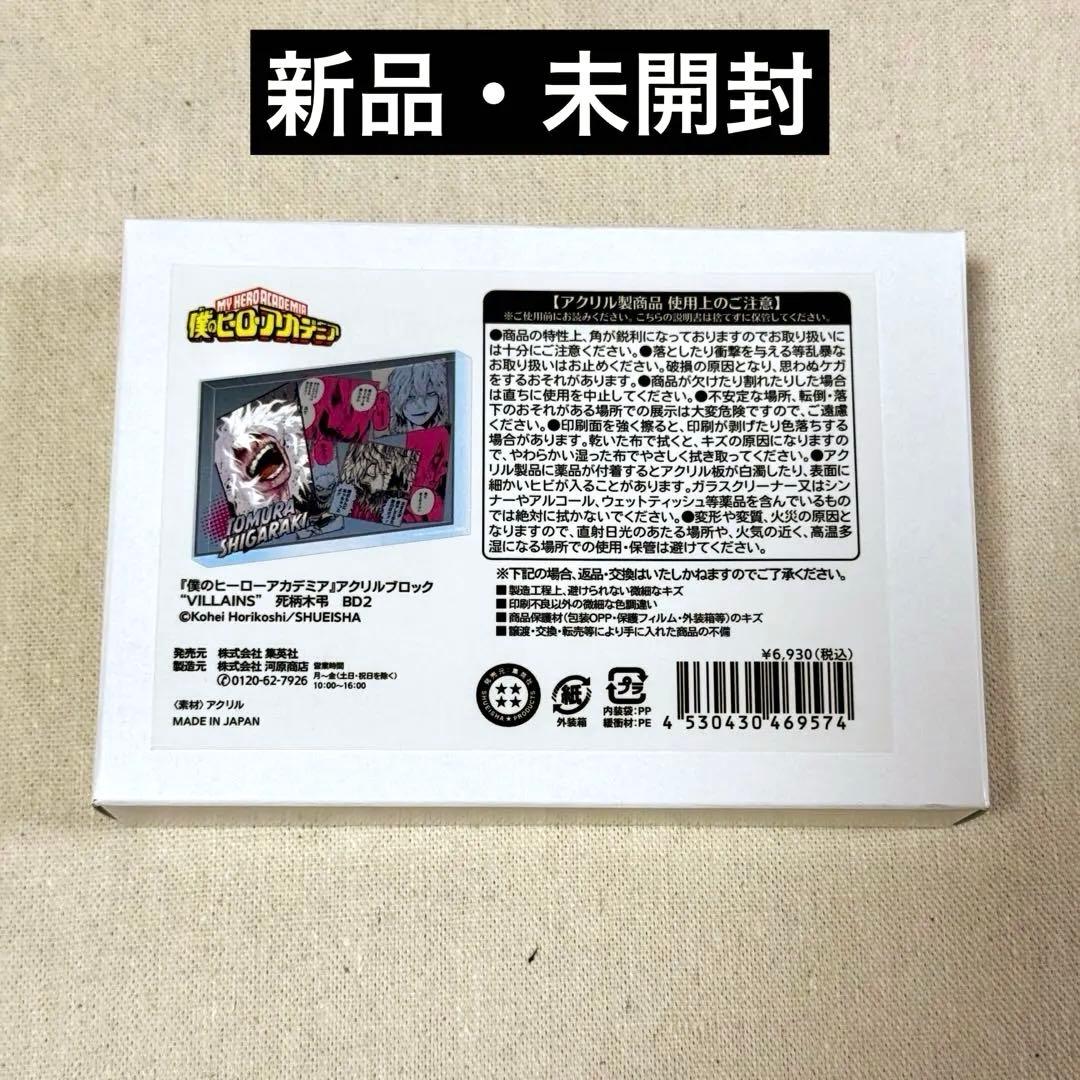 新品・未開封
MY HERO ACADEMIA
僕のヒーローアカデミア
TOMURA
SHIGARAKI
『僕のヒーローアカデミア』アクリルブロック
“VILLAINS”　死柄木弔　BD2
©Kohei Horikoshi/SHUEISHA
発売元　株式会社 集英社
製造元　株式会社 河原商店
0120-62-7926
営業時間
月～金(土日・祝日を除く)
10:00～16:00
〈素材〉アクリル
MADE IN JAPAN
【アクリル製商品 使用上のご注意】
※ご使用前にお読みください。こちらの説明書は捨てずに保管してください。
●商品の特性上、角が鋭利になっておりますのでお取り扱いに
は十分にご注意ください。●落としたり衝撃を与える等乱暴な
お取り扱いはお止めください。破損の原因となり、思わぬケガ
をするおそれがあります。●商品が欠けたり割れたりした場合
は直ちに使用を中止してください。●不安定な場所、転倒・落
下のおそれがある場所での展示は大変危険ですので、ご遠慮
ください。●印刷面を強く擦ると、印刷が剥げたり色落ちする
場合があります。乾いた布で拭くと、キズの原因になりますの
で、やわらかい湿った布でやさしく拭き取ってください。●アク
リル製品に薬品が付着するとアクリル板が白濁したり、表面に
細かいヒビが入ることがあります。ガラスクリーナー又はシン
ナーやアルコール、ウェットティッシュ等薬品を含んでいるもの
では絶対に拭かないでください。●変形や変質、火災の原因と
なりますので、直射日光のあたる場所や、火気の近く、高温多
湿になる場所での使用・保管は避けてください。
※下記の場合、返品・交換はいたしかねますのでご了承ください。
■製造工程上、避けられない微細なキズ
■印刷不良以外の微細な色調違い
■商品保護材(包装OPP・保護フィルム・外装箱等)のキズ
■譲渡・交換・転売等により手に入れた商品の不備
¥6,930(税込)
発売元・集英社
SHUEISHA★PRODUCTS
紙
外装箱
プラ
内装袋：PP
緩衝材：PE
4 530430 469574